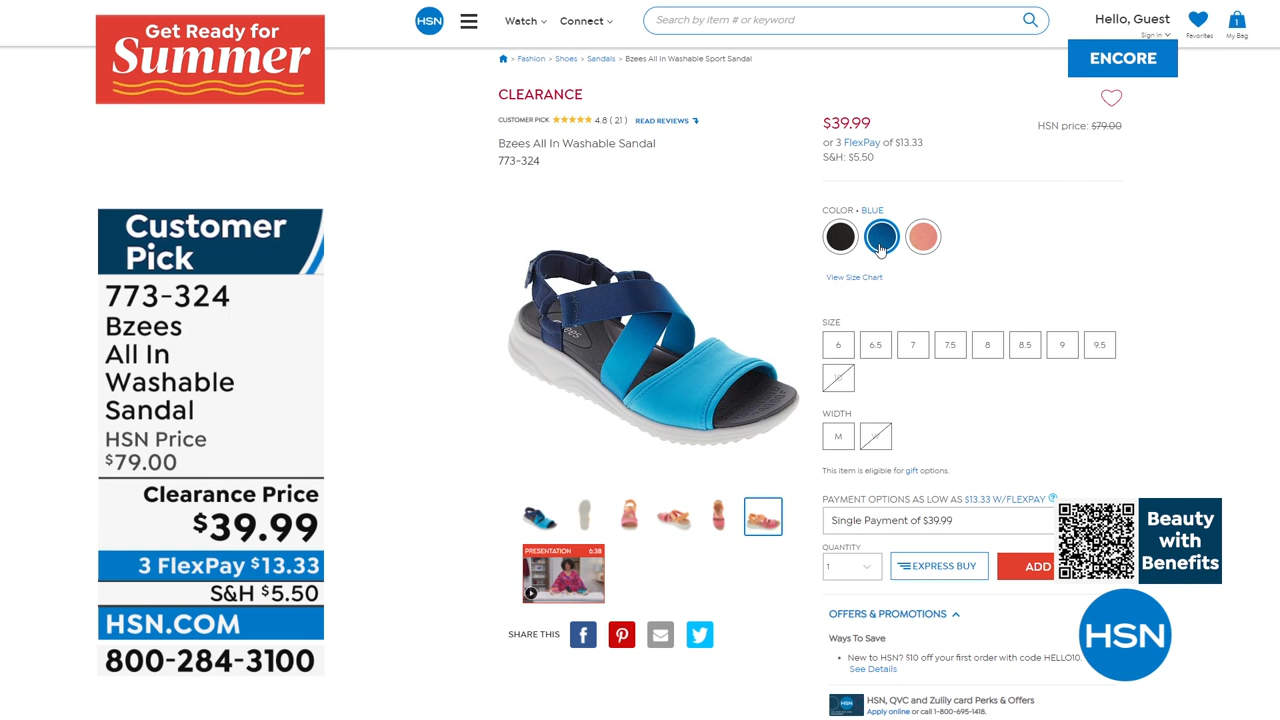 Get Ready for
Summer
HSN
Watch
Connect
Search by item # or keyword
Hello, Guest
Sign in
Favorites
1
My Bag
ENCORE
> Fashion > Shoes > Sandals > Bzees All In Washable Sport Sandal
CLEARANCE
CUSTOMER PICK 4.8 ( 21 ) READ REVIEWS
Bzees All In Washable Sandal
773-324
$39.99
HSN price: $79.00
or 3 FlexPay of $13.33
S&H: $5.50
COLOR • BLUE
View Size Chart
SIZE
6 6.5 7 7.5 8 8.5 9 9.5
10
WIDTH
M W
This item is eligible for gift options.
PAYMENT OPTIONS AS LOW AS $13.33 W/FLEXPAY
Single Payment of $39.99
QUANTITY
1
EXPRESS BUY
ADD
OFFERS & PROMOTIONS
Ways To Save
• New to HSN? $10 off your first order with code HELLO10.
See Details
HSN, QVC and Zulily card Perks & Offers
Apply online or call 1-800-695-1418.
PRESENTATION 6:38
SHARE THIS
Customer
Pick
773-324
Bzees
All In
Washable
Sandal
HSN Price
$79.00
Clearance Price
$39.99
3 FlexPay $13.33
S&H $5.50
HSN.COM
800-284-3100
Beauty
with
Benefits
HSN